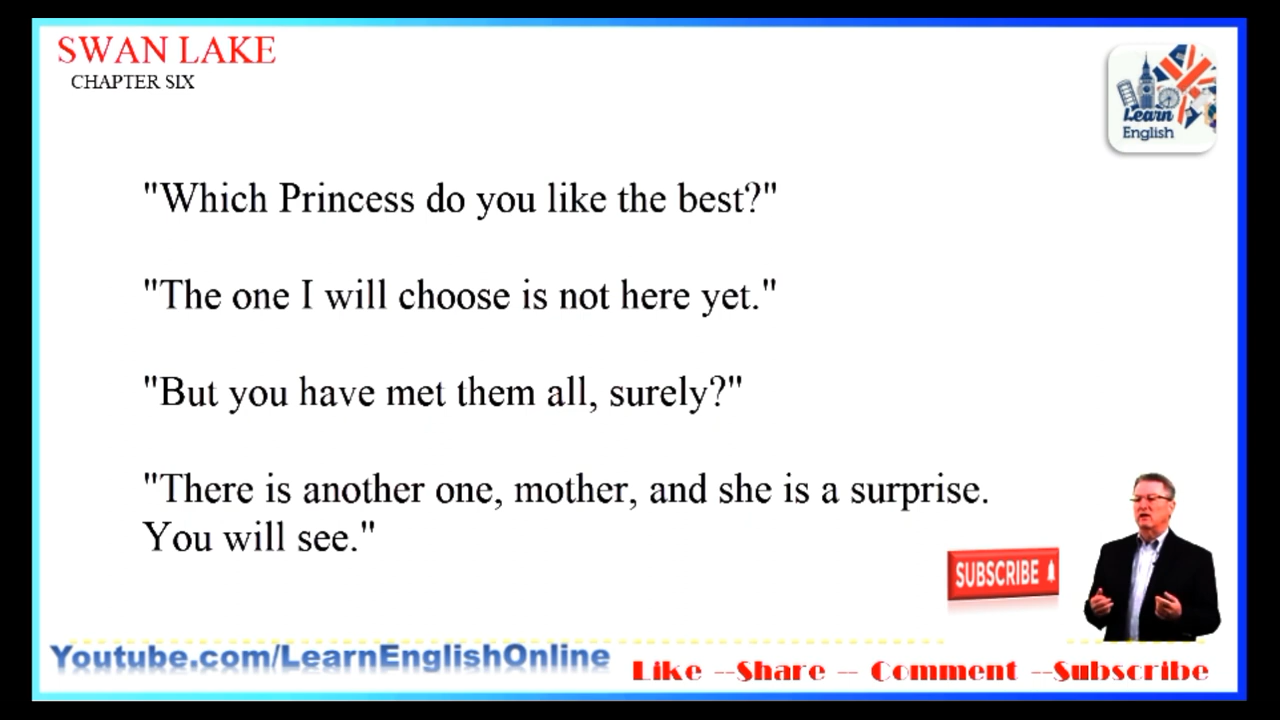 SWAN LAKE
CHAPTER SIX
Learn
English
"Which Princess do you like the best?"
"The one I will choose is not here yet."
"But you have met them all, surely?"
"There is another one, mother, and she is a surprise.
You will see."
SUBSCRIBE
Youtube.com/LearnEnglishOnline
Like --Share -- Comment --Subscribe